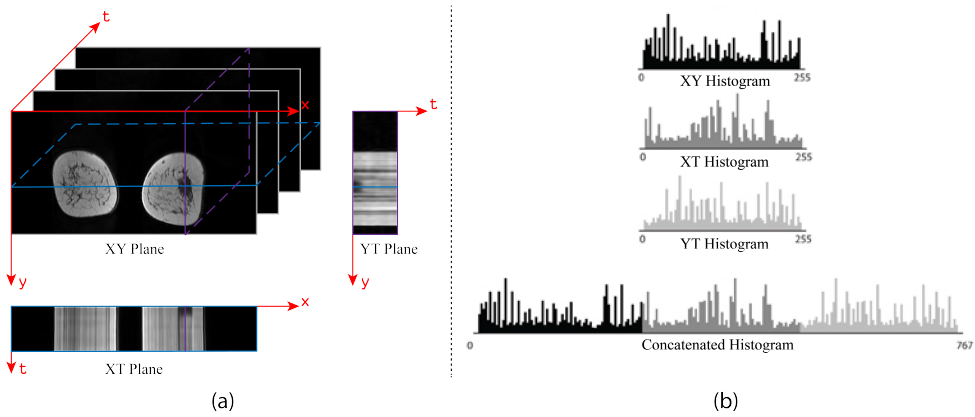 t
x
t
XY Plane
YT Plane
y
y
x
t
XT Plane
(a)
0
255
XY Histogram
0
255
XT Histogram
0
255
YT Histogram
0
767
Concatenated Histogram
(b)